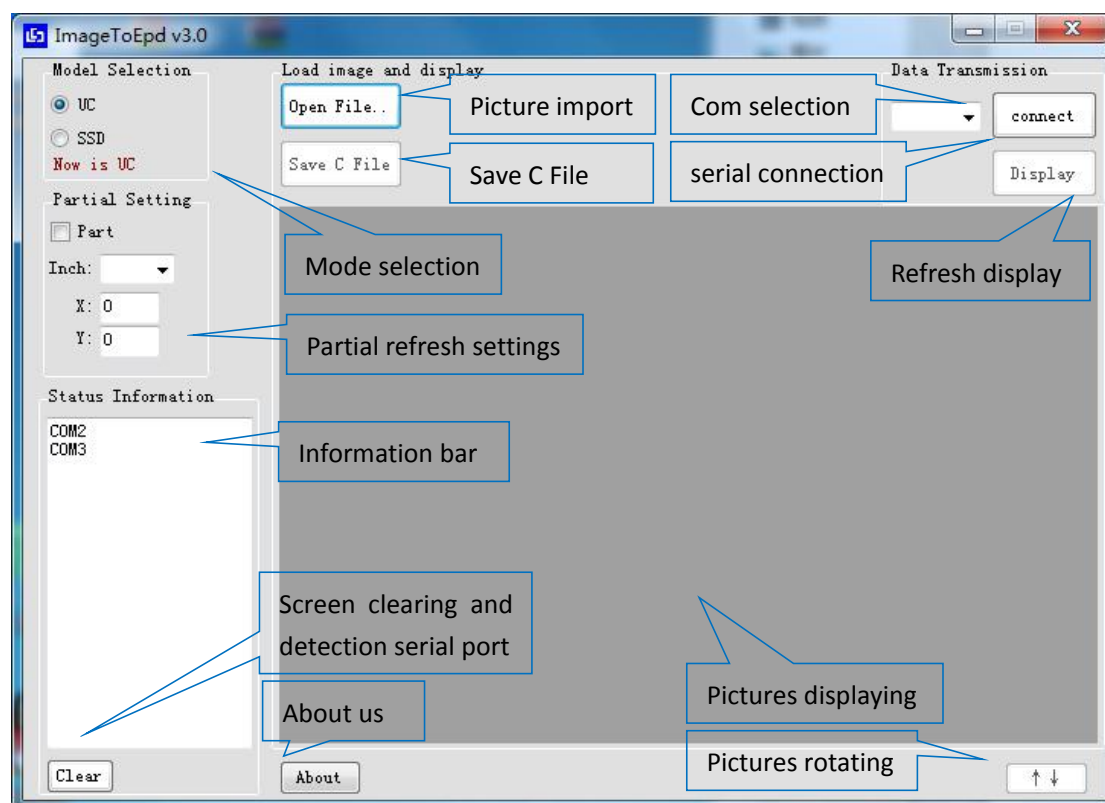 ImageToEpd v3.0
X
Model Selection
UC
SSD
Now is UC
Load image and display
Open File..
Picture import
Save C File
Save C File
Data Transmission
Com selection
connect
serial connection
Display
Partial Setting
Part
Inch:
X: 0
Y: 0
Mode selection
Refresh display
Partial refresh settings
Status Information
COM2
COM3
Information bar
Screen clearing and
detection serial port
About us
Pictures displaying
Pictures rotating
Clear
About
↑↓